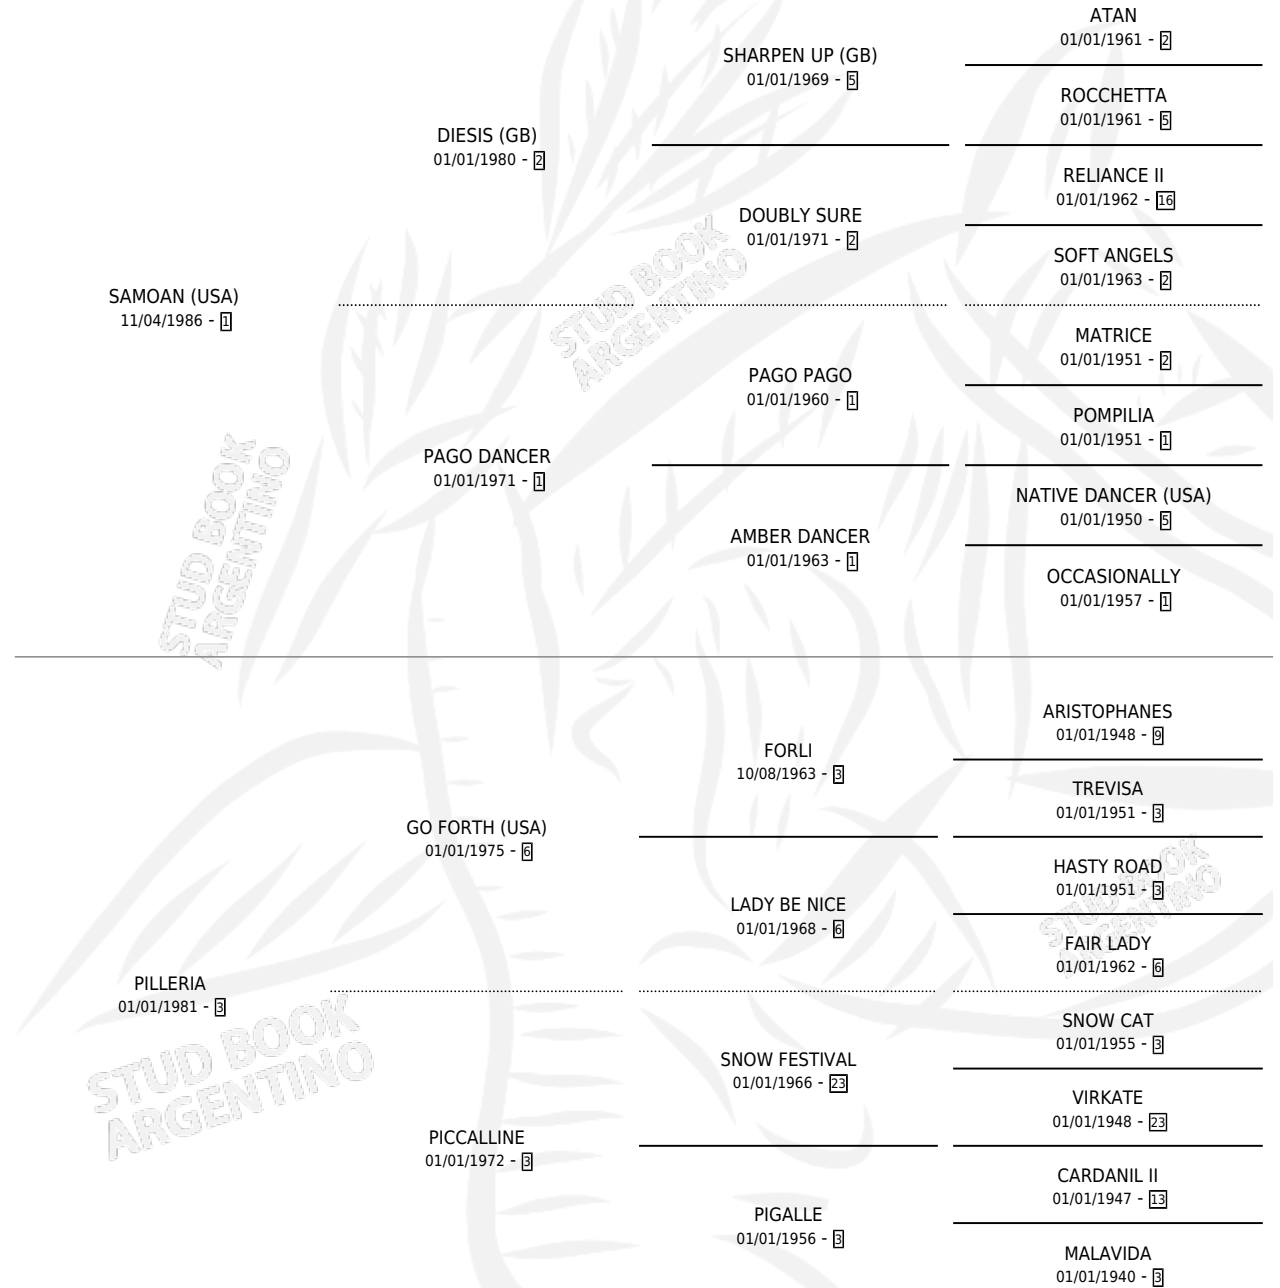 ATAN
01/01/1961 - 2
SHARPEN UP (GB)
01/01/1969 - 5
ROCCHETTA
01/01/1961 - 5
DIESIS (GB)
01/01/1980 - 2
RELIANCE II
01/01/1962 - 16
DOUBLY SURE
01/01/1971 - 2
SOFT ANGELS
01/01/1963 - 2
SAMOAN (USA)
11/04/1986 - 1
MATRICE
01/01/1951 - 2
PAGO PAGO
01/01/1960 - 1
POMPILIA
01/01/1951 - 1
PAGO DANCER
01/01/1971 - 1
NATIVE DANCER (USA)
01/01/1950 - 5
AMBER DANCER
01/01/1963 - 1
OCCASIONALLY
01/01/1957 - 1
ARISTOPHANES
01/01/1948 - 9
FORLI
10/08/1963 - 3
TREVISA
01/01/1951 - 3
GO FORTH (USA)
01/01/1975 - 6
HASTY ROAD
01/01/1951 - 3
LADY BE NICE
01/01/1968 - 6
FAIR LADY
01/01/1962 - 6
PILLERIA
01/01/1981 - 3
SNOW CAT
01/01/1955 - 3
SNOW FESTIVAL
01/01/1966 - 23
VIRKATE
01/01/1948 - 23
PICCALLINE
01/01/1972 - 3
CARDANIL II
01/01/1947 - 13
PIGALLE
01/01/1956 - 3
MALAVIDA
01/01/1940 - 3
STUD BOOK
ARGENTINO
STUD BOOK
ARGENTINO
STUD BOOK
ARGENTINO
STUD BOOK
ARGENTINO